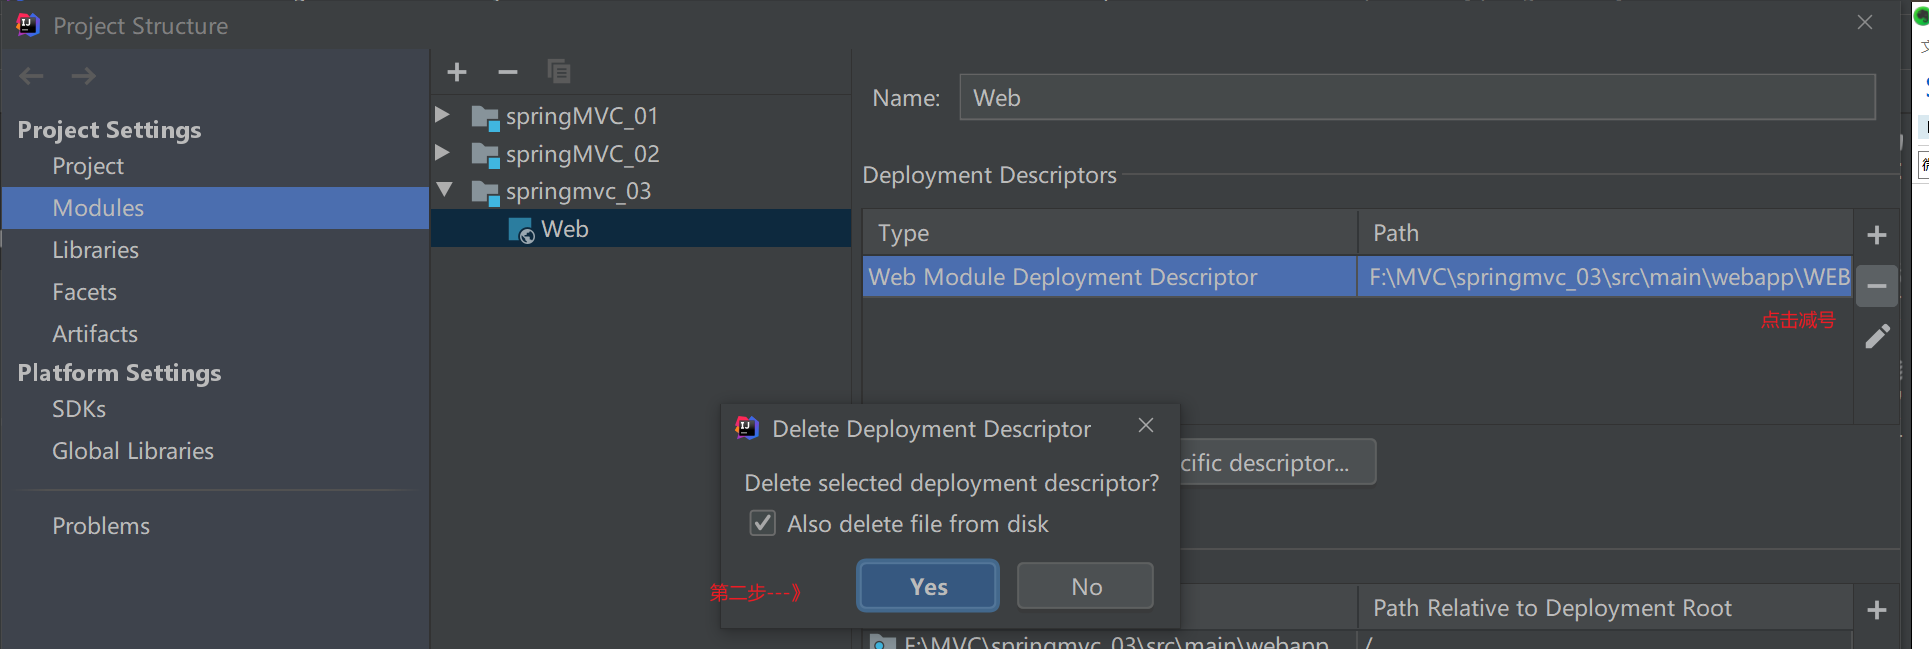 Project Structure
Project Settings
Project
Modules
Libraries
Facets
Artifacts
Platform Settings
SDKs
Global Libraries
Problems
springMVC_01
springMVC_02
springmvc_03
Web
Name: Web
Deployment Descriptors
Type Path
Web Module Deployment Descriptor F:\MVC\springmvc_03\src\main\webapp\WEB
点击减号
cific descriptor...
Delete Deployment Descriptor
Delete selected deployment descriptor?
Also delete file from disk
第二步---》
Yes No
Path Relative to Deployment Root
F:\MVC\springmvc_03\src\main\webapp /